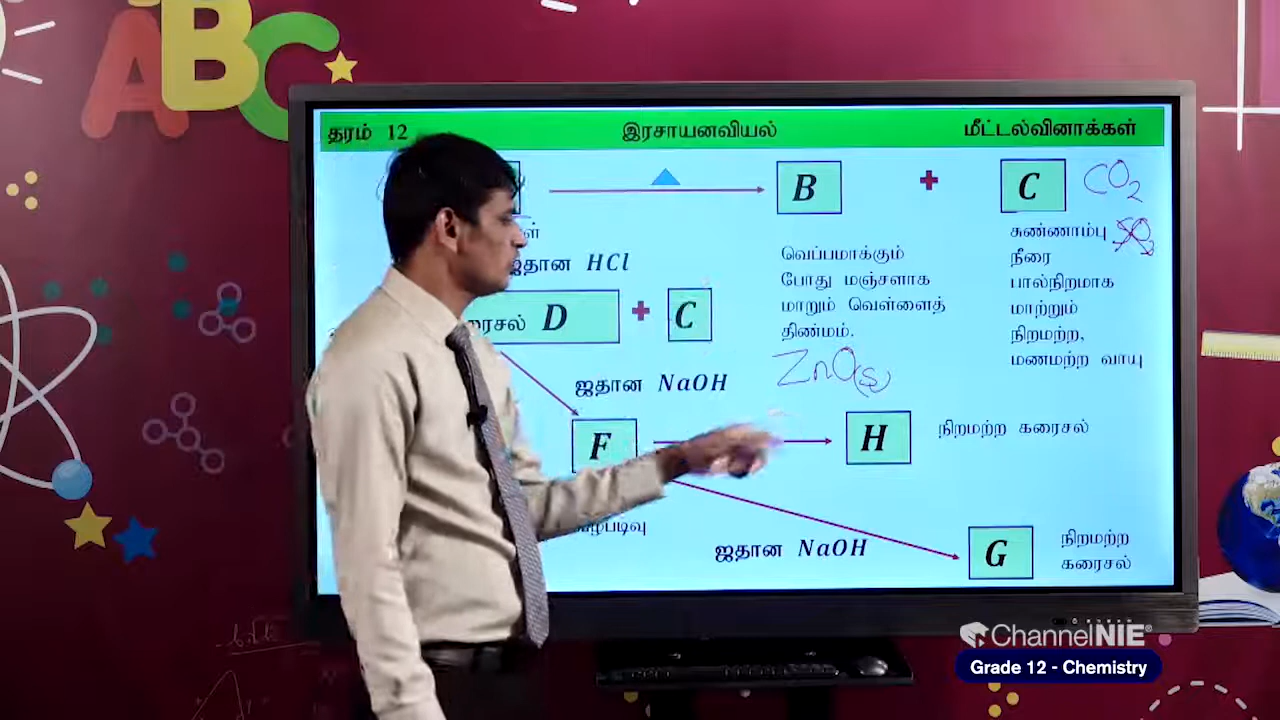 ABC
தரம் 12 இரசாயனவியல் மீட்டல்வினாக்கள்
B + C CO2
சுண்ணாம்பு
நீரை
பால்நிறமாக
மாற்றும்
நிறமற்ற,
மணமற்ற வாயு
வெப்பமாக்கும்
போது மஞ்சளாக
மாறும் வெள்ளைத்
திண்மம்.
ZnO(s)
ஐதான HCl
D + C
ஐதான NaOH
F H நிறமற்ற கரைசல்
ஐதான NaOH G நிறமற்ற
கரைசல்
ChannelNIE®
Grade 12 - Chemistry